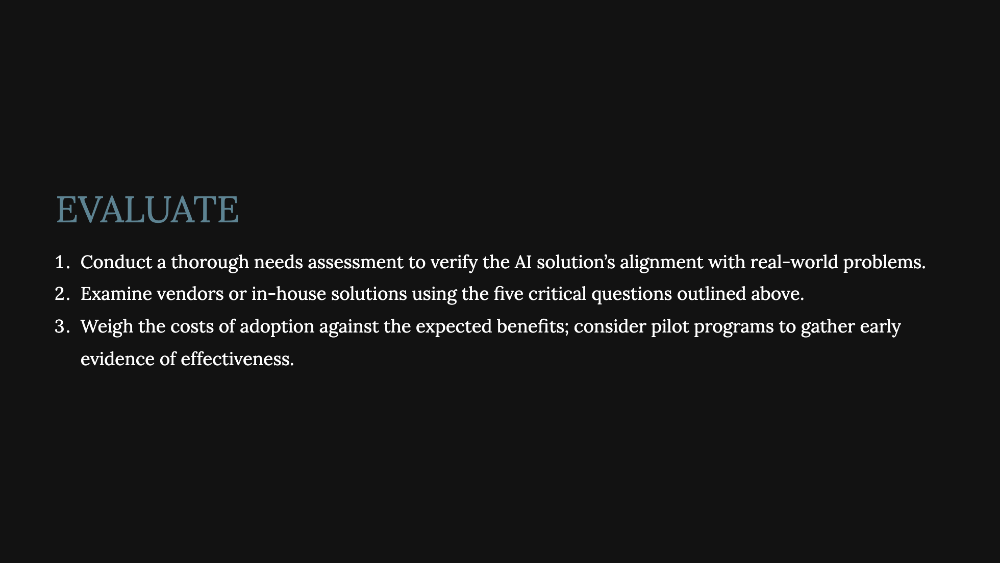 EVALUATE
1. Conduct a thorough needs assessment to verify the AI solution’s alignment with real-world problems.
2. Examine vendors or in-house solutions using the five critical questions outlined above.
3. Weigh the costs of adoption against the expected benefits; consider pilot programs to gather early
evidence of effectiveness.